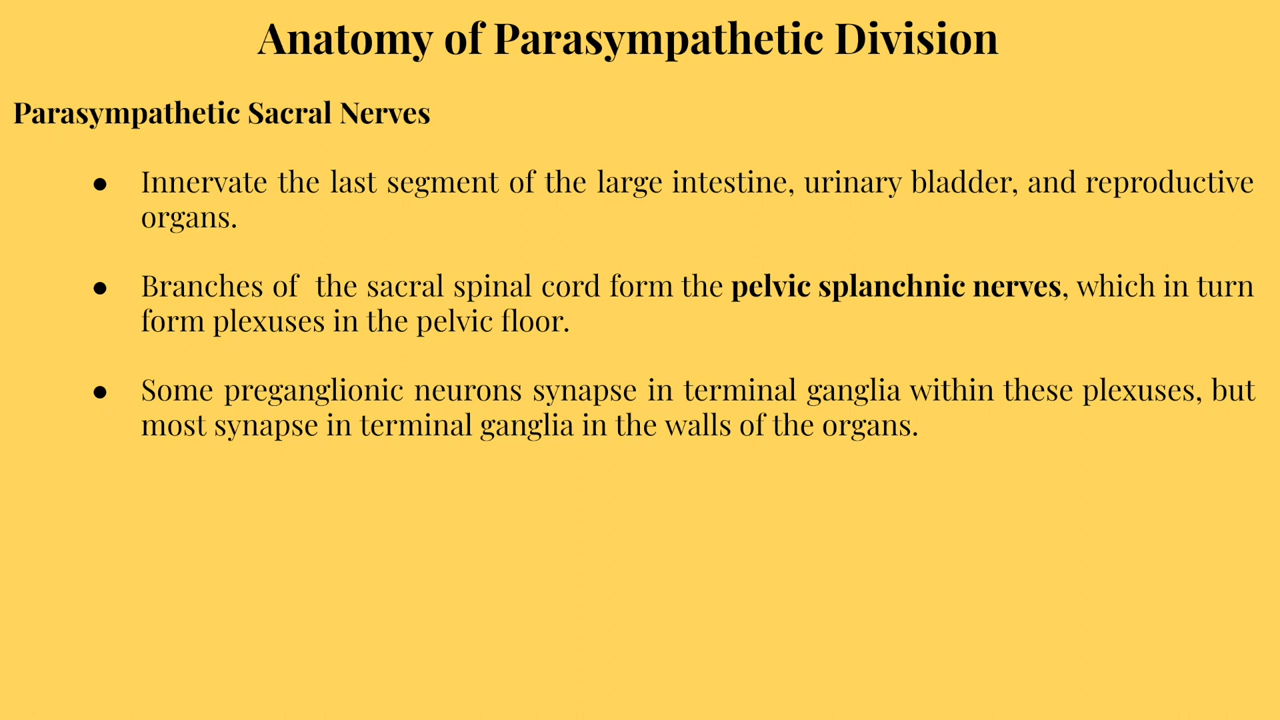 Anatomy of Parasympathetic Division
Parasympathetic Sacral Nerves
● Innervate the last segment of the large intestine, urinary bladder, and reproductive
organs.
● Branches of  the sacral spinal cord form the pelvic splanchnic nerves, which in turn
form plexuses in the pelvic floor.
● Some preganglionic neurons synapse in terminal ganglia within these plexuses, but
most synapse in terminal ganglia in the walls of the organs.